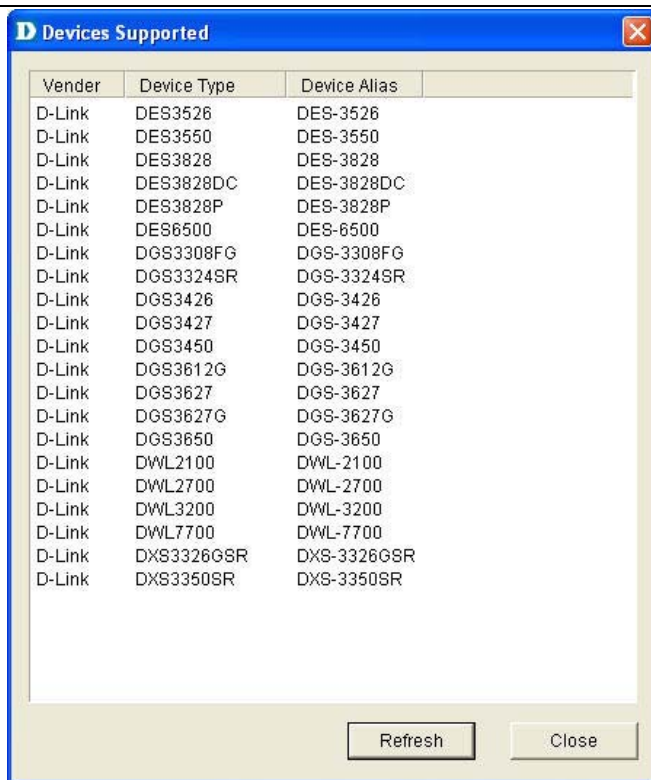 D Devices Supported
Vender Device Type Device Alias
D-Link DES3526 DES-3526
D-Link DES3550 DES-3550
D-Link DES3828 DES-3828
D-Link DES3828DC DES-3828DC
D-Link DES3828P DES-3828P
D-Link DES6500 DES-6500
D-Link DGS3308FG DGS-3308FG
D-Link DGS3324SR DGS-3324SR
D-Link DGS3426 DGS-3426
D-Link DGS3427 DGS-3427
D-Link DGS3450 DGS-3450
D-Link DGS3612G DGS-3612G
D-Link DGS3627 DGS-3627
D-Link DGS3627G DGS-3627G
D-Link DGS3650 DGS-3650
D-Link DWL2100 DWL-2100
D-Link DWL2700 DWL-2700
D-Link DWL3200 DWL-3200
D-Link DWL7700 DWL-7700
D-Link DXS3326GSR DXS-3326GSR
D-Link DXS3350SR DXS-3350SR
Refresh Close